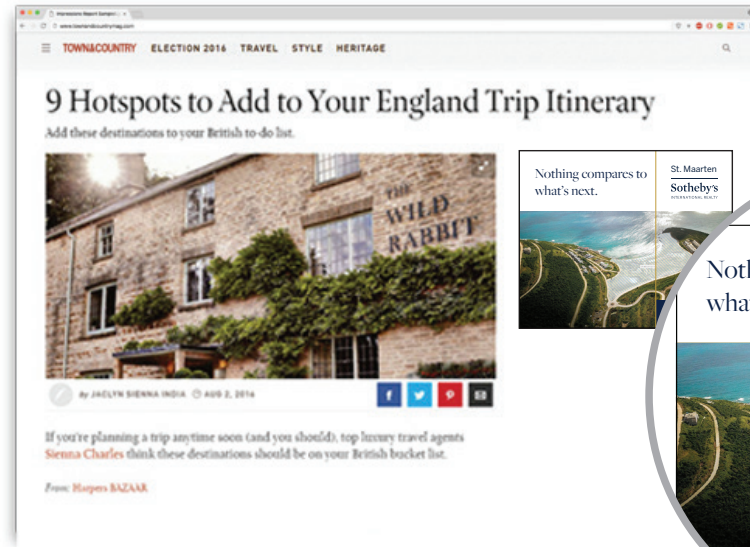 www.townandcountrymag.com
TOWN&COUNTRY ELECTION 2016 TRAVEL STYLE HERITAGE
9 Hotspots to Add to Your England Trip Itinerary
Add these destinations to your British to-do list.
THE
WILD
RABBIT
by JACLYN SIENNA INDIA AUG 2, 2016
If you're planning a trip anytime soon (and you should), top luxury travel agents
Sienna Charles think these destinations should be on your British bucket list.
From: Harpers BAZAAR
Nothing compares to
what's next.
St. Maarten
Sotheby's
INTERNATIONAL REALTY
Noth
what